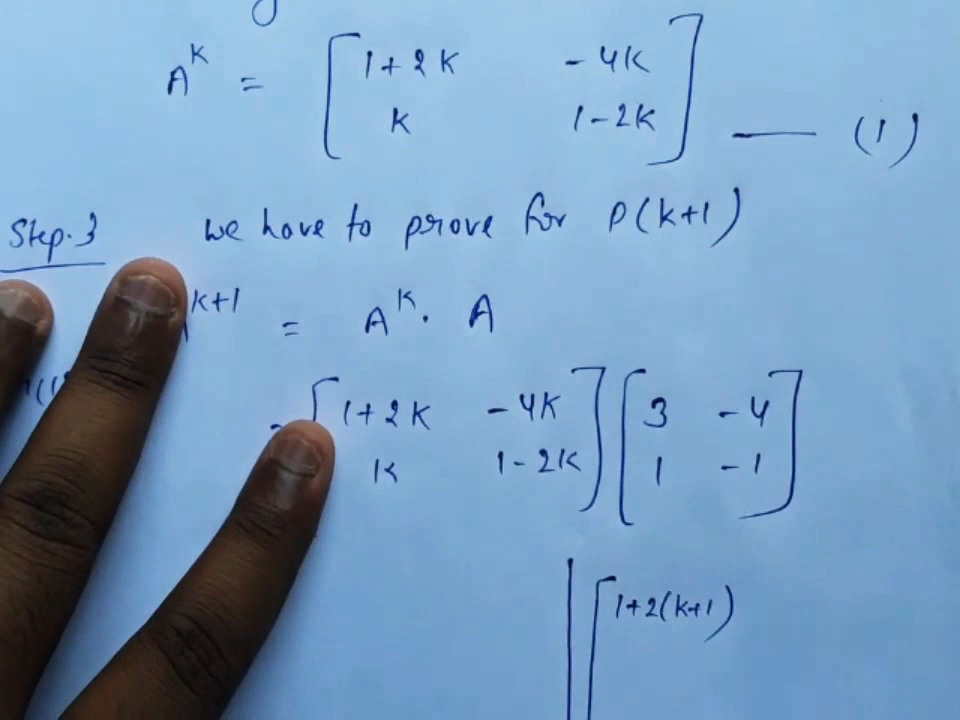 A^K = [ 1+2K -4K
K 1-2K ] — (1)
Step.3 we have to prove for P(k+1)
k+1 = A^K. A
= [ 1+2K -4K ] [ 3 -4 ]
K 1-2K 1 -1
[ 1+2(k+1)